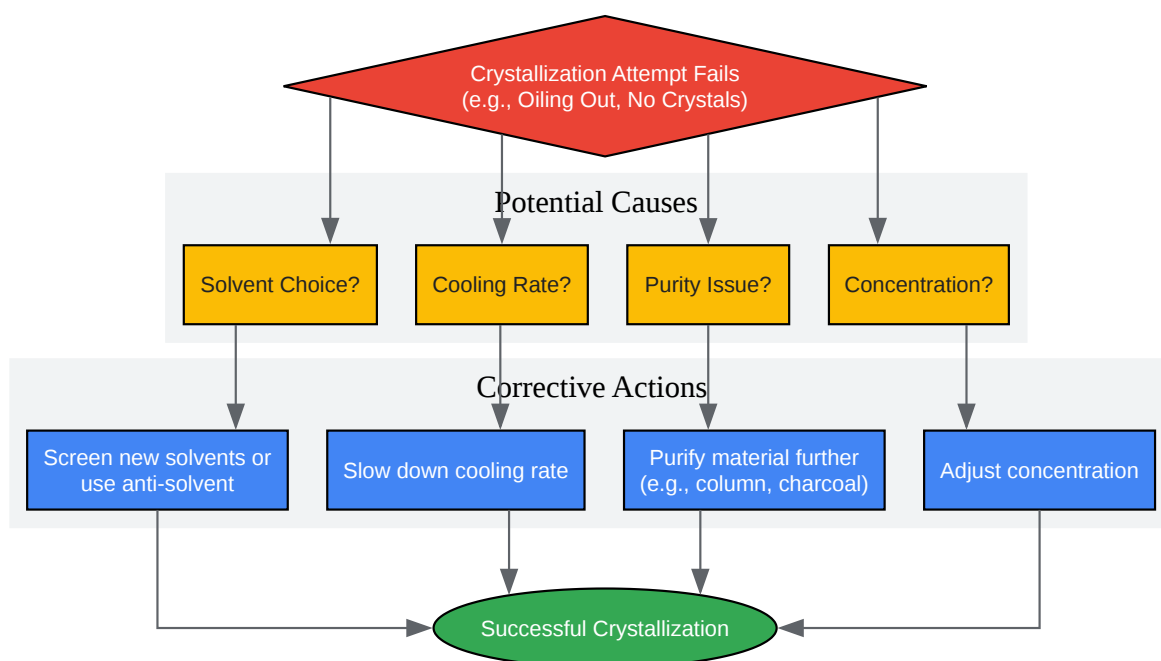 Crystallization Attempt Fails
(e.g., Oiling Out, No Crystals)
Potential Causes
Solvent Choice?
Cooling Rate?
Purity Issue?
Concentration?
Corrective Actions
Screen new solvents or
use anti-solvent
Slow down cooling rate
Purify material further
(e.g., column, charcoal)
Adjust concentration
Successful Crystallization